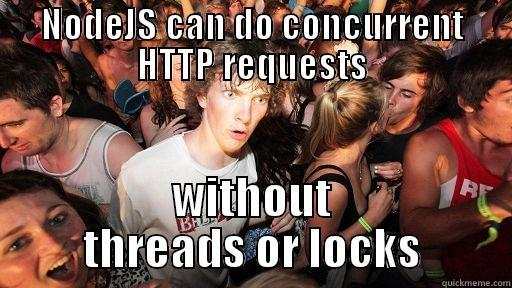 NodeJS can do concurrent
HTTP requests
without
threads or locks
quickmeme.com